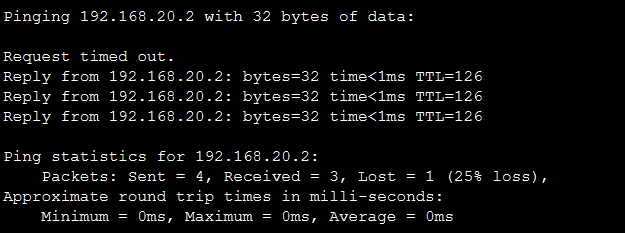 Pinging 192.168.20.2 with 32 bytes of data:
Request timed out.
Reply from 192.168.20.2: bytes=32 time<1ms TTL=126
Reply from 192.168.20.2: bytes=32 time<1ms TTL=126
Reply from 192.168.20.2: bytes=32 time<1ms TTL=126
Ping statistics for 192.168.20.2:
Packets: Sent = 4, Received = 3, Lost = 1 (25% loss),
Approximate round trip times in milli-seconds:
Minimum = 0ms, Maximum = 0ms, Average = 0ms